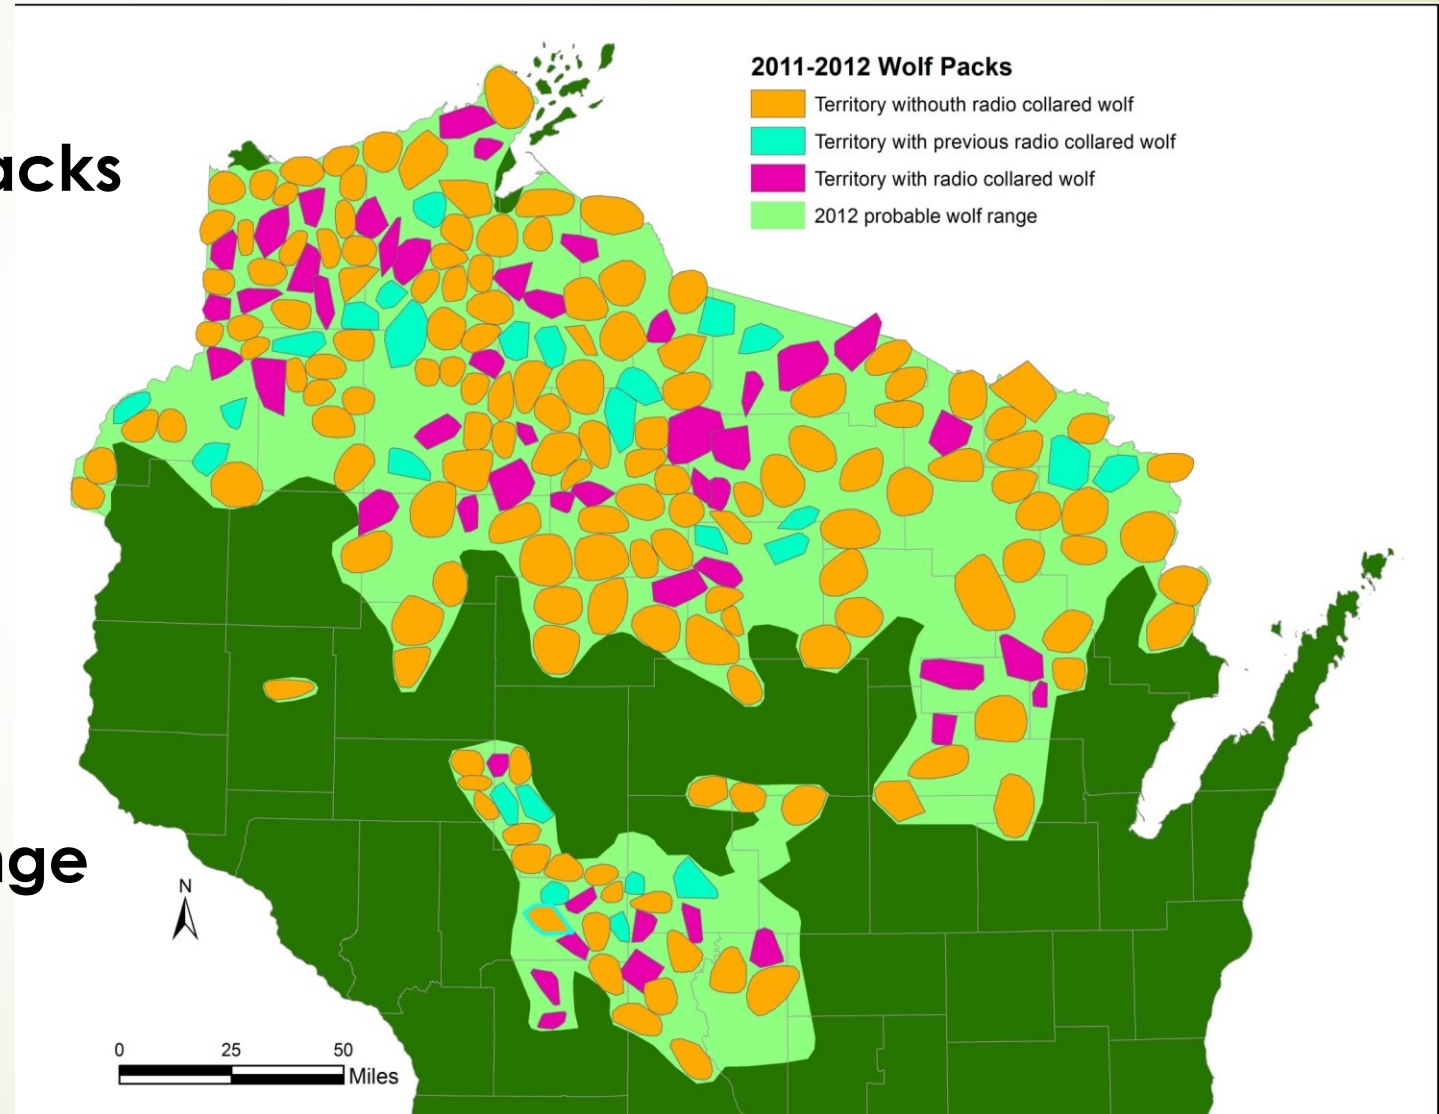 acks
2011-2012 Wolf Packs
Territory withouth radio collared wolf
Territory with previous radio collared wolf
Territory with radio collared wolf
2012 probable wolf range
nge
N
0 25 50
Miles